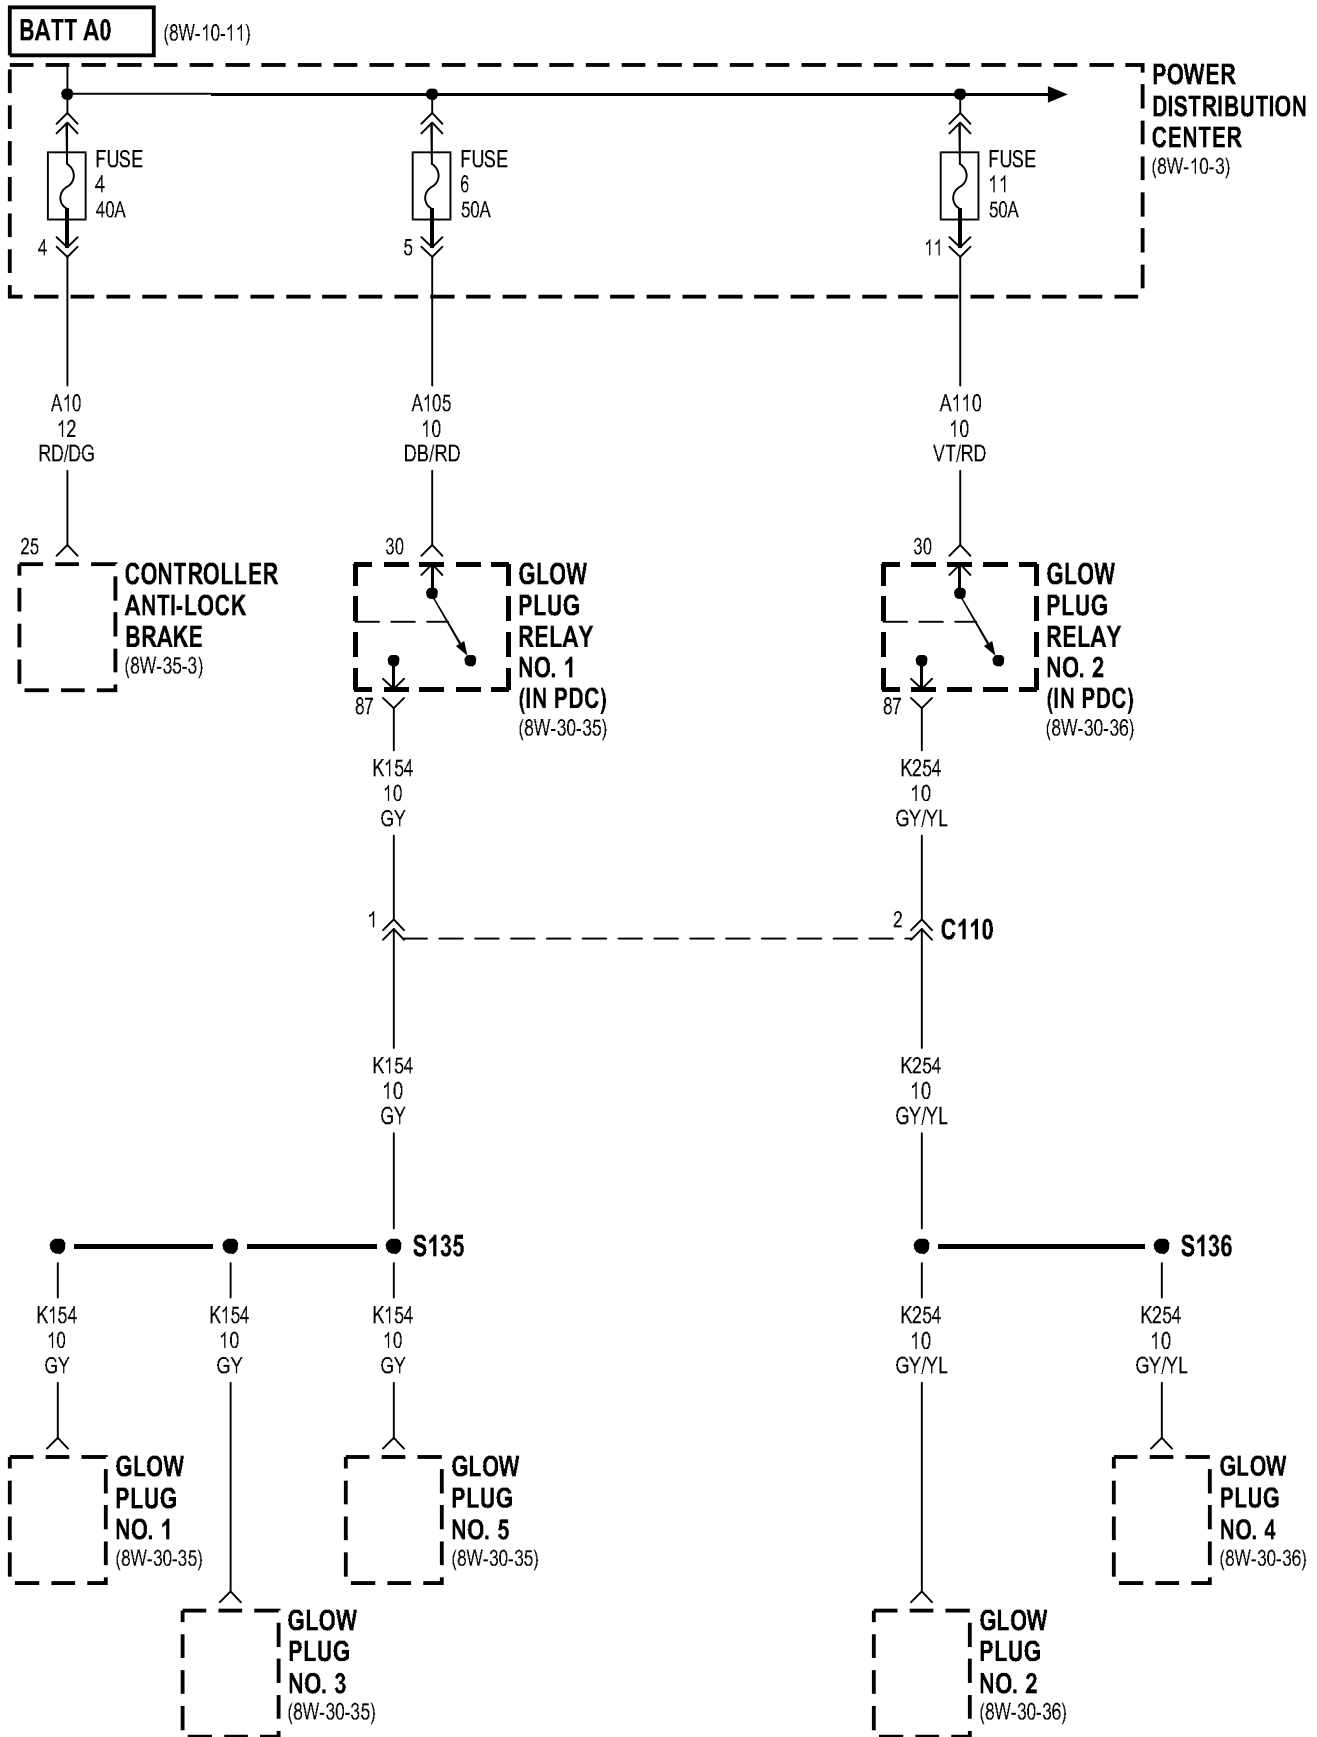 BATT A0
(8W-10-11)
POWER
DISTRIBUTION
CENTER
(8W-10-3)
FUSE
4
40A
4
FUSE
6
50A
5
FUSE
11
50A
11
A10
12
RD/DG
A105
10
DB/RD
A110
10
VT/RD
25
CONTROLLER
ANTI-LOCK
BRAKE
(8W-35-3)
30
GLOW
PLUG
RELAY
NO. 1
(IN PDC)
(8W-30-35)
87
30
GLOW
PLUG
RELAY
NO. 2
(IN PDC)
(8W-30-36)
87
K154
10
GY
K254
10
GY/YL
1
2
C110
K154
10
GY
K254
10
GY/YL
S135
S136
K154
10
GY
K154
10
GY
K154
10
GY
K254
10
GY/YL
K254
10
GY/YL
GLOW
PLUG
NO. 1
(8W-30-35)
GLOW
PLUG
NO. 5
(8W-30-35)
GLOW
PLUG
NO. 4
(8W-30-36)
GLOW
PLUG
NO. 3
(8W-30-35)
GLOW
PLUG
NO. 2
(8W-30-36)